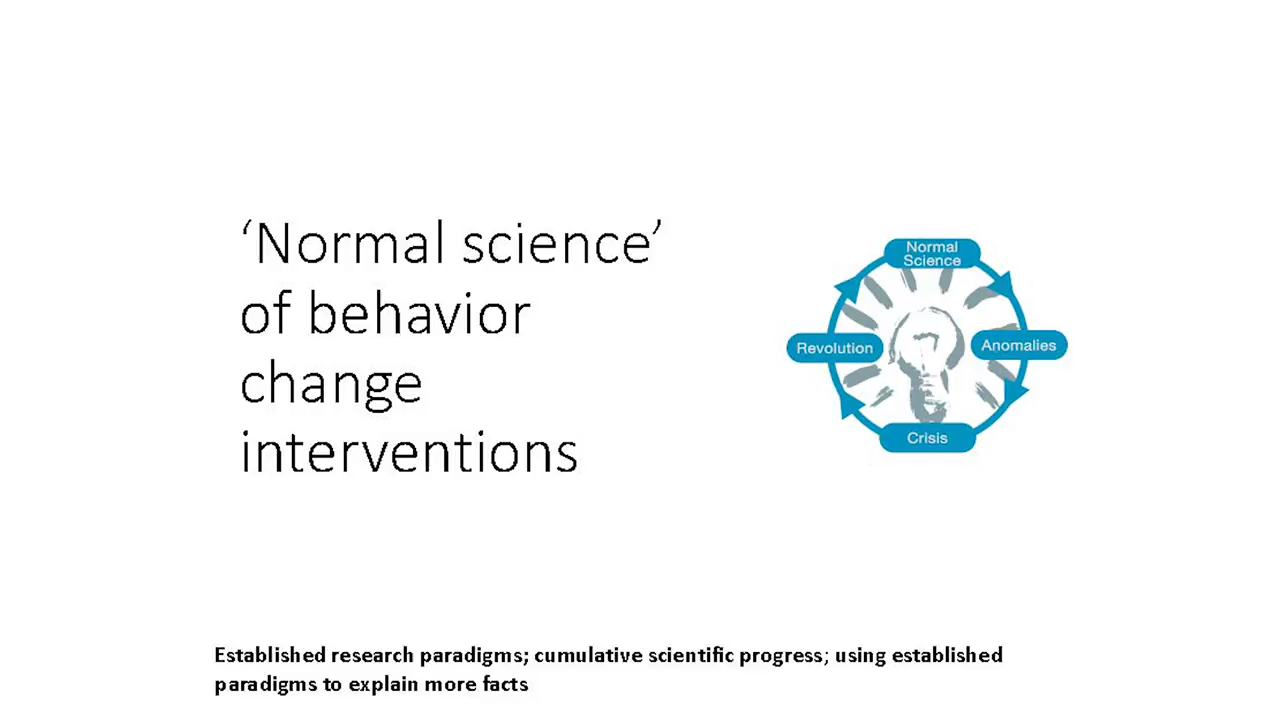 ‘Normal science’
of behavior
change
interventions
Normal
Science
Revolution
Anomalies
Crisis
Established research paradigms; cumulative scientific progress; using established
paradigms to explain more facts